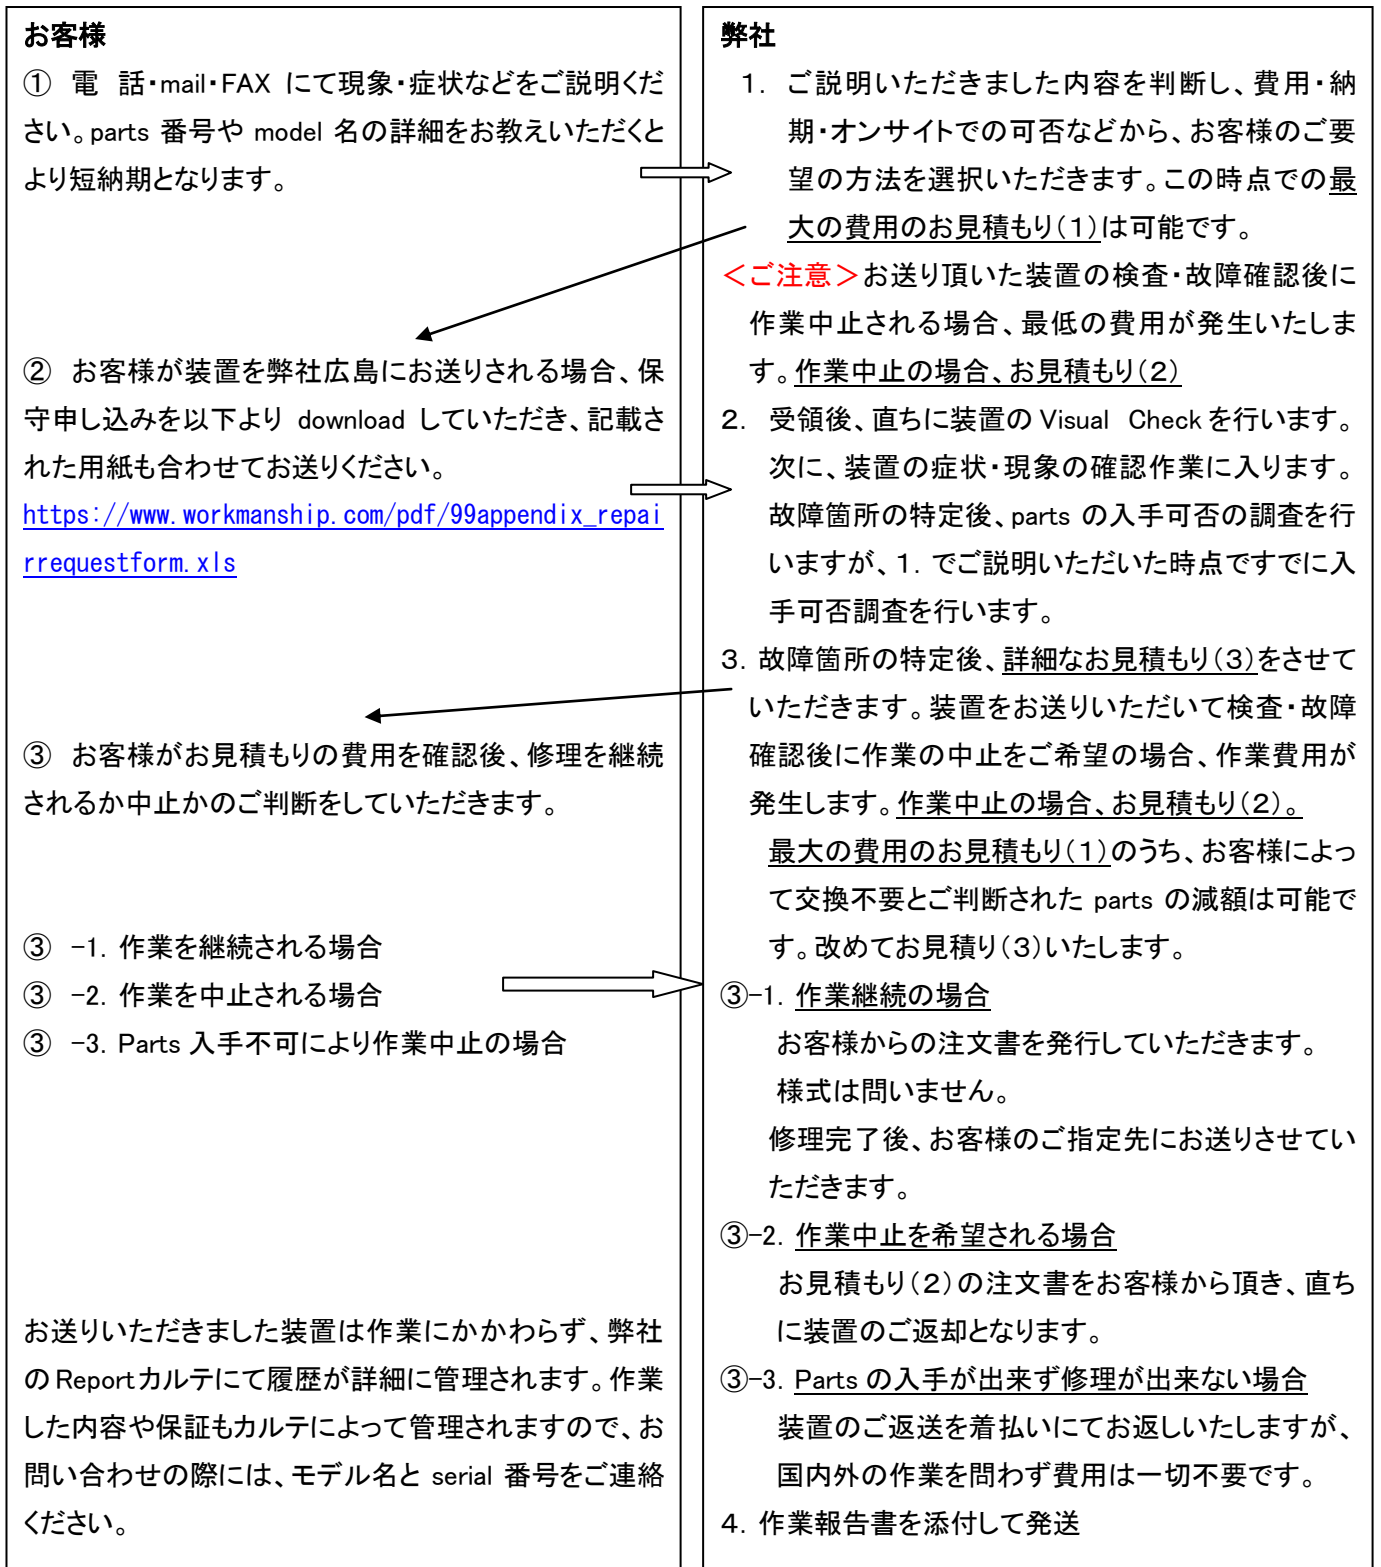 お客様
① 電 話・mail・FAX にて現象・症状などをご説明くだ
さい。parts 番号や model 名の詳細をお教えいただくと
より短納期となります。
② お客様が装置を弊社広島にお送りされる場合、保
守申し込みを以下より download していただき、記載さ
れた用紙も合わせてお送りください。
https://www.workmanship.com/pdf/99appendix_repai
rrequestform.xls
③ お客様がお見積もりの費用を確認後、修理を継続
されるか中止かのご判断をしていただきます。
③ -1. 作業を継続される場合
③ -2. 作業を中止される場合
③ -3. Parts 入手不可により作業中止の場合
お送りいただきました装置は作業にかかわらず、弊社
の Report カルテにて履歴が詳細に管理されます。作業
した内容や保証もカルテによって管理されますので、お
問い合わせの際には、モデル名と serial 番号をご連絡
ください。
弊社
1. ご説明いただきました内容を判断し、費用・納
期・オンサイトでの可否などから、お客様のご要
望の方法を選択いただきます。この時点での最
大の費用のお見積もり(1)は可能です。
<ご注意>お送り頂いた装置の検査・故障確認後に
作業中止される場合、最低の費用が発生いたしま
す。作業中止の場合、お見積もり(2)
2. 受領後、直ちに装置の Visual Check を行います。
次に、装置の症状・現象の確認作業に入ります。
故障箇所の特定後、parts の入手可否の調査を行
いますが、1. でご説明いただいた時点ですでに入
手可否調査を行います。
3. 故障箇所の特定後、詳細なお見積もり(3)をさせて
いただきます。装置をお送りいただいて検査・故障
確認後に作業の中止をご希望の場合、作業費用が
発生します。作業中止の場合、お見積もり(2)。
最大の費用のお見積もり(1)のうち、お客様によっ
て交換不要とご判断された parts の減額は可能で
す。改めてお見積り(3)いたします。
③-1. 作業継続の場合
お客様からの注文書を発行していただきます。
様式は問いません。
修理完了後、お客様のご指定先にお送りさせてい
ただきます。
③-2. 作業中止を希望される場合
お見積もり(2)の注文書をお客様から頂き、直ち
に装置のご返却となります。
③-3. Parts の入手が出来ず修理が出来ない場合
装置のご返送を着払いにてお返しいたしますが、
国内外の作業を問わず費用は一切不要です。
4. 作業報告書を添付して発送